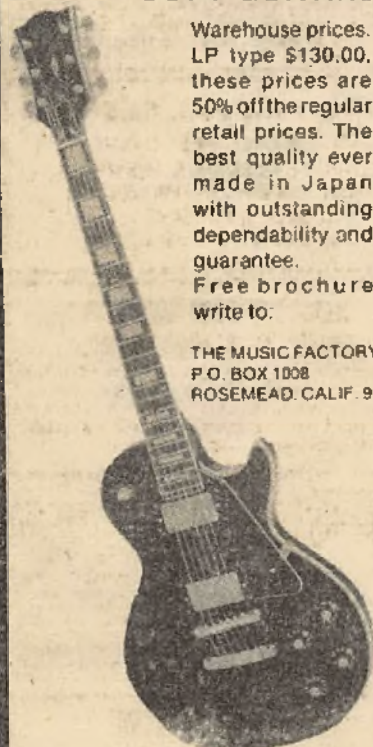 Warehouse prices.
LP type $130.00.
these prices are
50% off the regular
retail prices. The
best quality ever
made in Japan
with outstanding
dependability and
guarantee.
Free brochure
write to:
THE MUSIC FACTORY
P.O. BOX 1008
ROSEMEAD. CALIF. 9